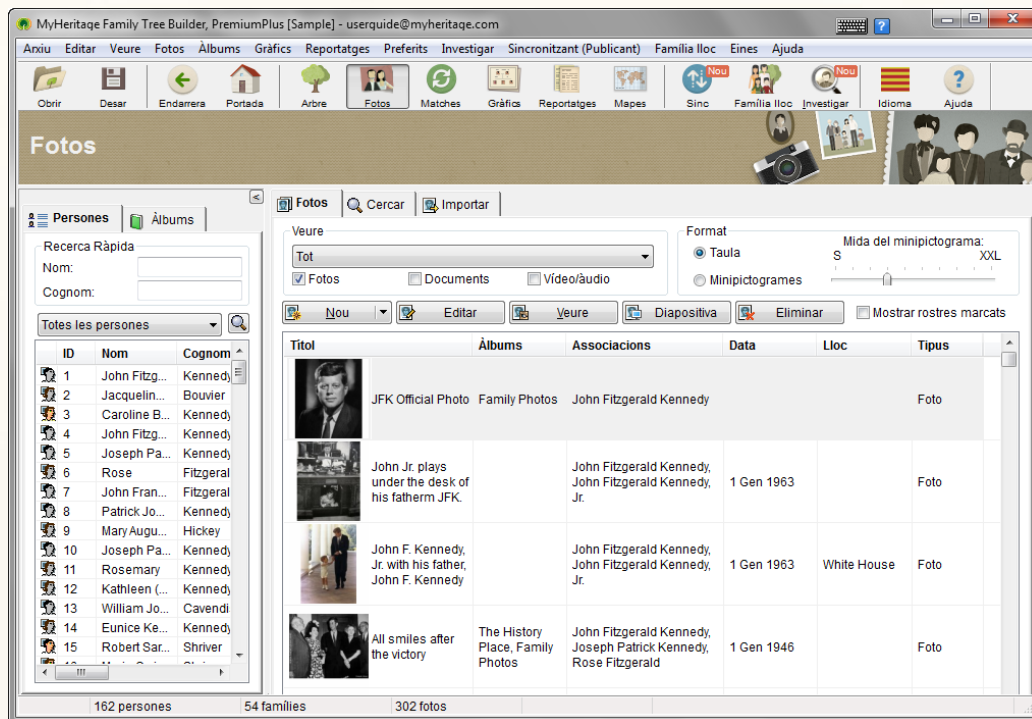 MyHeritage Family Tree Builder, PremiumPlus [Sample] - userguide@myheritage.com
Arxiu Editar Veure Fotos Àlbums Gràfics Reportatges Preferits Investigar Sincronitzant (Publicant) Família lloc Eines Ajuda
Nou Nou
Obrir Desar Endarrera Portada Arbre Fotos Matches Gràfics Reportatges Mapes Sinc Família lloc Investigar Idioma Ajuda
Fotos
Persones Àlbums
Recerca Ràpida
Nom:
Cognom:
Totes les persones
ID Nom Cognom
1 John Fitzg... Kennedy
2 Jacquelin... Bouvier
3 Caroline B... Kennedy
4 John Fitzg... Kennedy
5 Joseph Pa... Kennedy
6 Rose Fitzgeral
7 John Fran... Fitzgeral
8 Patrick Jo... Kennedy
9 Mary Augu... Hickey
10 Joseph Pa... Kennedy
11 Rosemary Kennedy
12 Kathleen (... Kennedy
13 William Jo... Cavendi
14 Eunice Ke... Kennedy
15 Robert Sar... Shriver
Fotos Cercar Importar
Veure
Tot
Fotos Documents Vídeo/àudio
Format
Taula
Minipictogrames
Mida del minipictograma:
S XXL
Nou Editar Veure Diapositiva Eliminar Mostrar rostres marcats
Títol Àlbums Associacions Data Lloc Tipus
JFK Official Photo Family Photos John Fitzgerald Kennedy Foto
John Jr. plays
under the desk of
his fatherm JFK.
John Fitzgerald Kennedy,
John Fitzgerald Kennedy,
Jr.
1 Gen 1963 Foto
John F. Kennedy,
Jr. with his father,
John F. Kennedy
John Fitzgerald Kennedy,
John Fitzgerald Kennedy,
Jr.
1 Gen 1963 White House Foto
All smiles after
the victory
The History
Place, Family
Photos
John Fitzgerald Kennedy,
Joseph Patrick Kennedy,
Rose Fitzgerald
1 Gen 1946 Foto
162 persones 54 famílies 302 fotos